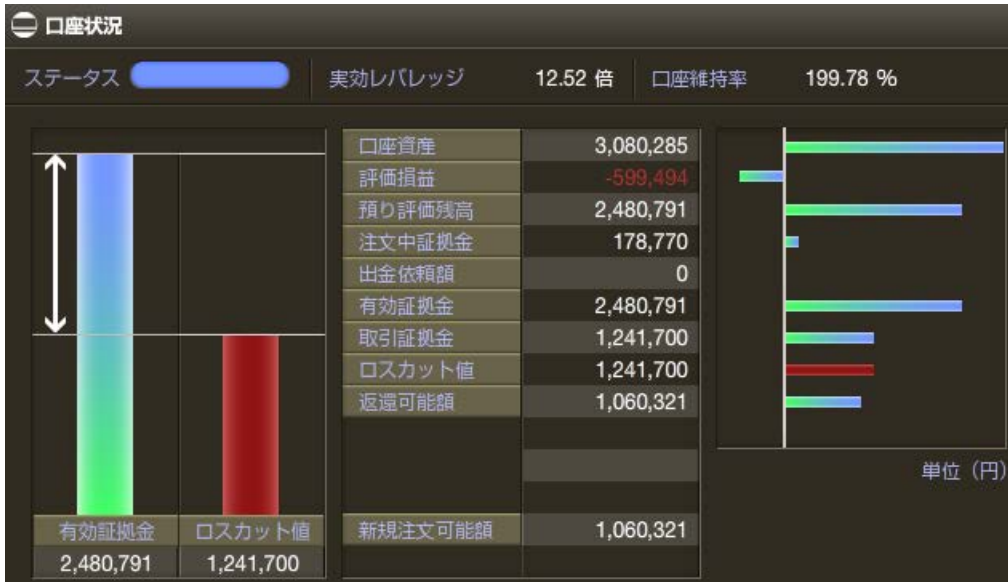 口座状況
ステータス 実効レバレッジ 12.52 倍 口座維持率 199.78 %
口座資産 3,080,285
評価損益 -599,494
預り評価残高 2,480,791
注文中証拠金 178,770
出金依頼額 0
有効証拠金 2,480,791
取引証拠金 1,241,700
ロスカット値 1,241,700
返還可能額 1,060,321
新規注文可能額 1,060,321
有効証拠金 ロスカット値
2,480,791 1,241,700
単位（円）